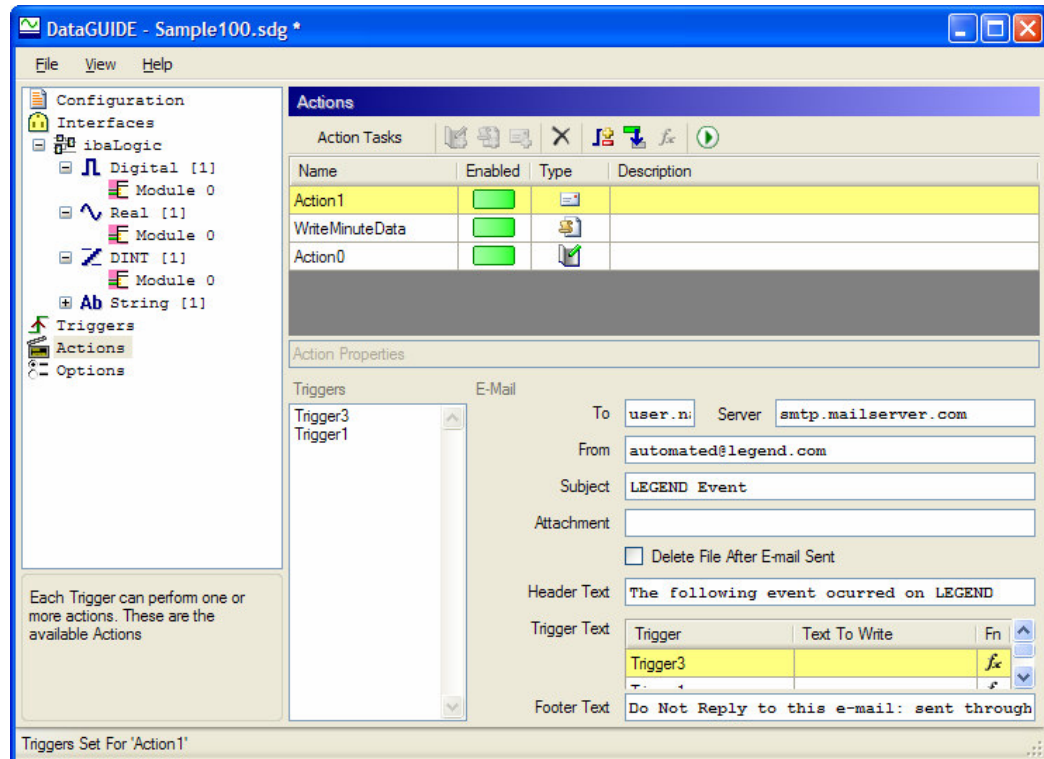 DataGUIDE - Sample100.sdg *
File View Help
Configuration
Interfaces
ibaLogic
Digital [1]
Module 0
Real [1]
Module 0
DINT [1]
Module 0
Ab String [1]
Triggers
Actions
Options
Each Trigger can perform one or
more actions. These are the
available Actions
Actions
Action Tasks
Name Enabled Type Description
Action1
WriteMinuteData
Action0
Action Properties
Triggers
Trigger3
Trigger1
E-Mail
To user.na Server smtp.mailserver.com
From automated@legend.com
Subject LEGEND Event
Attachment
Delete File After E-mail Sent
Header Text The following event ocurred on LEGEND
Trigger Text Trigger Text To Write Fn
Trigger3 fx
Footer Text Do Not Reply to this e-mail: sent through
Triggers Set For 'Action1'